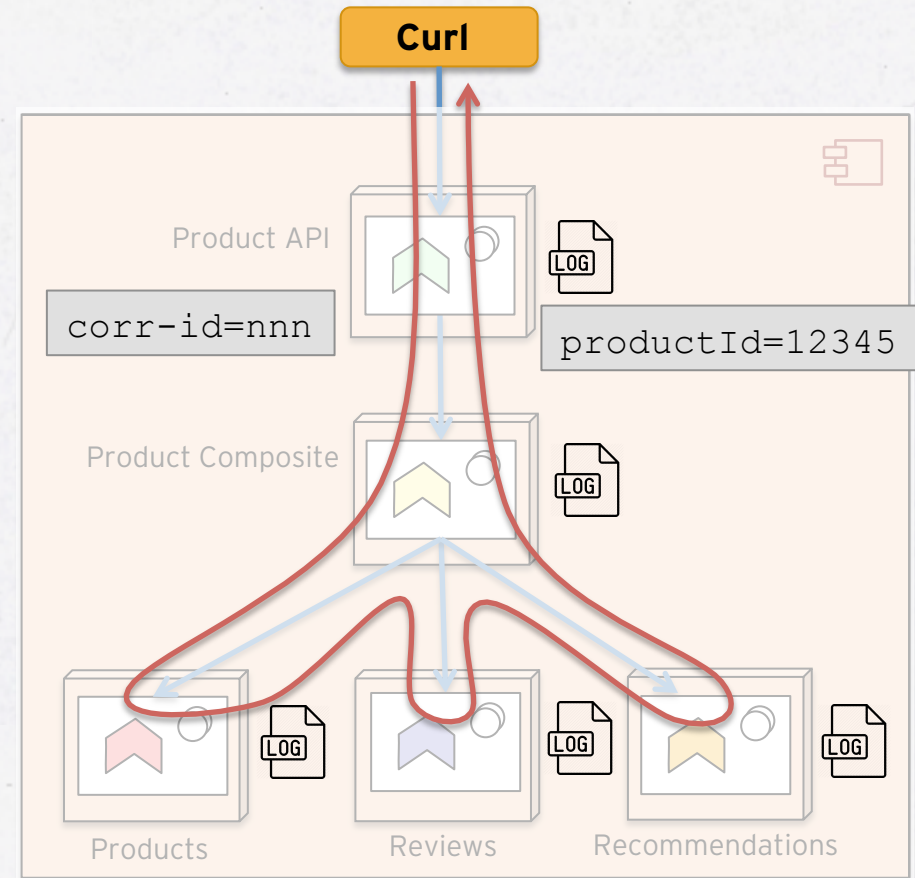 Curl
Product API
LOG
corr-id=nnn
productId=12345
Product Composite
LOG
LOG
LOG
LOG
Products
Reviews
Recommendations